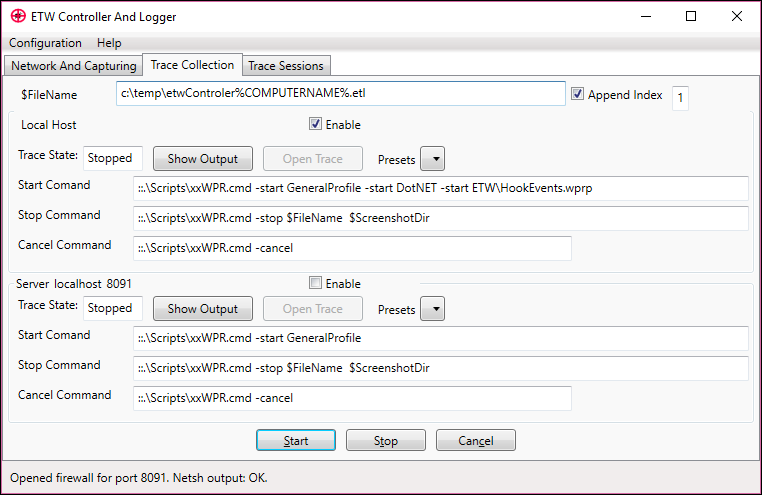 ETW Controller And Logger
Configuration Help
Network And Capturing Trace Collection Trace Sessions
$FileName c:\temp\etwControler%COMPUTERNAME%.etl Append Index 1
Local Host Enable
Trace State: Stopped Show Output Open Trace Presets
Start Comand ::.\Scripts\xxWPR.cmd -start GeneralProfile -start DotNET -start ETW\HookEvents.wprp
Stop Command ::.\Scripts\xxWPR.cmd -stop $FileName  $ScreenshotDir
Cancel Command ::.\Scripts\xxWPR.cmd -cancel
Server localhost 8091 Enable
Trace State: Stopped Show Output Open Trace Presets
Start Comand ::.\Scripts\xxWPR.cmd -start GeneralProfile
Stop Command ::.\Scripts\xxWPR.cmd -stop $FileName  $ScreenshotDir
Cancel Command ::.\Scripts\xxWPR.cmd -cancel
Start Stop Cancel
Opened firewall for port 8091. Netsh output: OK.